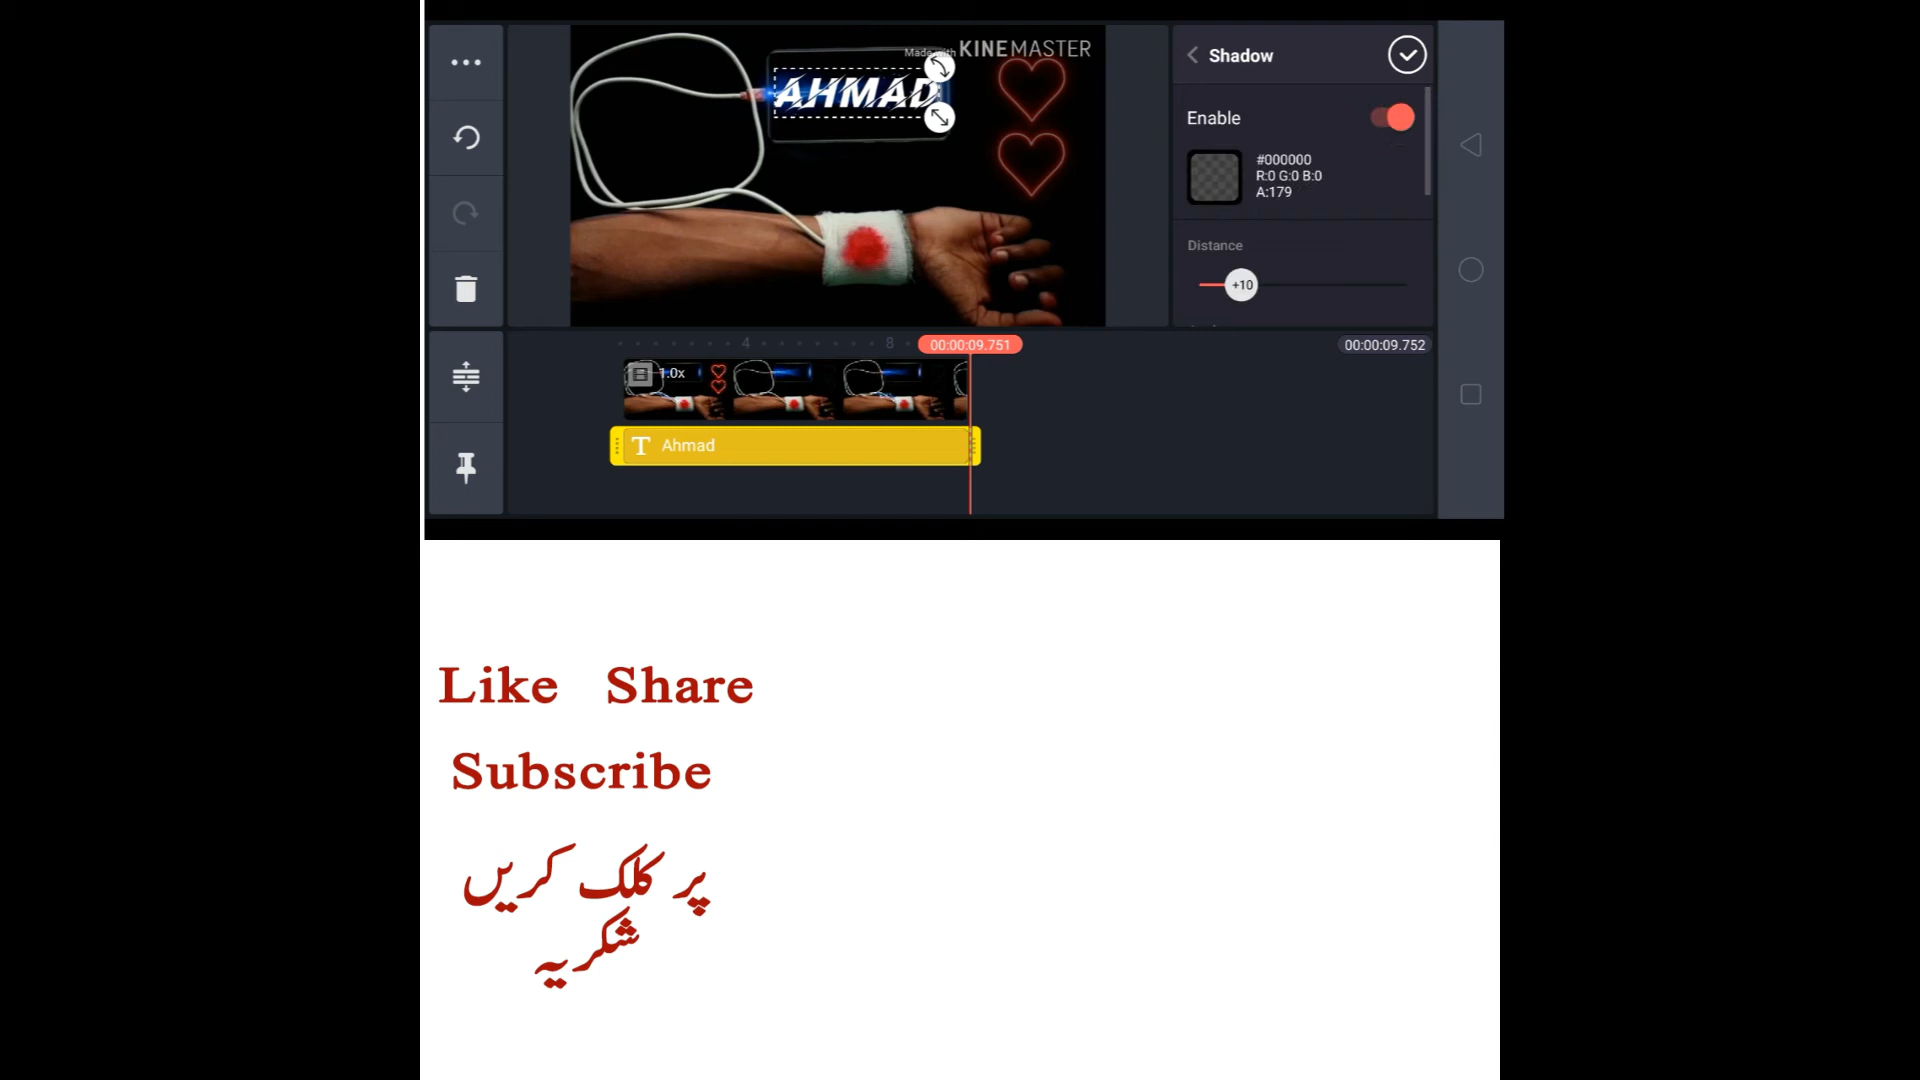 Made with KINEMASTER
AHMAD
Shadow
Enable
#000000
R:0 G:0 B:0
A:179
Distance
+10
4
8
00:00:09.751
00:00:09.752
1.0x
T Ahmad
Like Share
Subscribe
پر کلک کریں
شکریہ